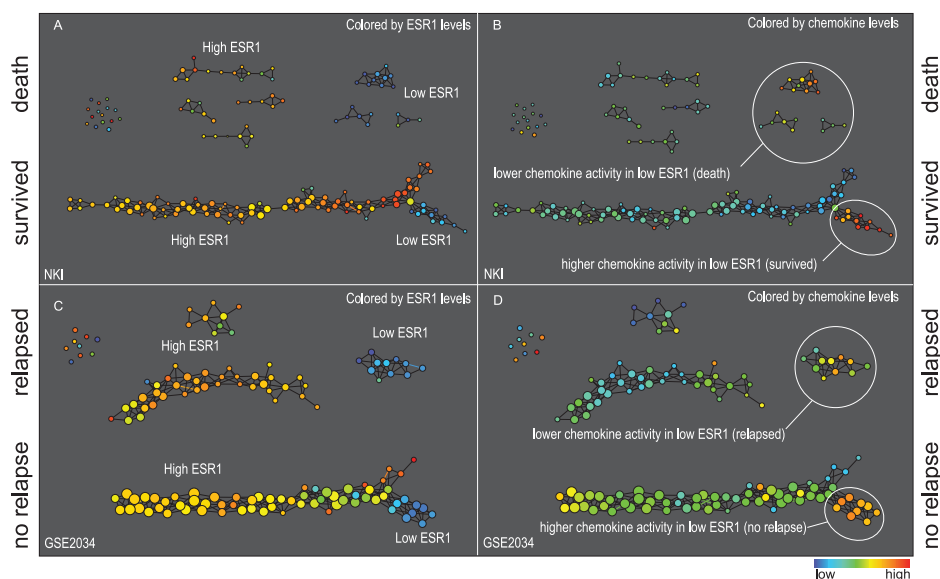 A
Colored by ESR1 levels
High ESR1
Low ESR1
High ESR1
Low ESR1
NKI
B
Colored by chemokine levels
lower chemokine activity in low ESR1 (death)
higher chemokine activity in low ESR1 (survived)
NKI
death
survived
death
survived
C
Colored by ESR1 levels
High ESR1
Low ESR1
High ESR1
Low ESR1
GSE2034
D
Colored by chemokine levels
lower chemokine activity in low ESR1 (relapsed)
higher chemokine activity in low ESR1 (no relapse)
GSE2034
relapsed
no relapse
relapsed
no relapse
low high